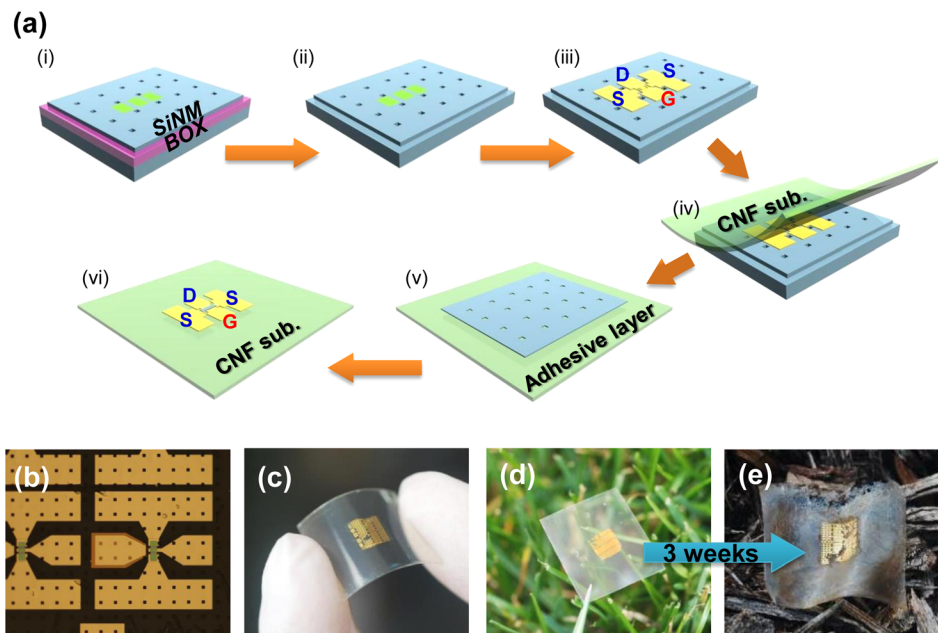 (a)
(i)
(ii)
(iii)
SiNM
BOX
D
S
S
G
(iv)
CNF sub.
(v)
Adhesive layer
(vi)
D
S
S
G
CNF sub.
(b)
(c)
(d)
(e)
3 weeks